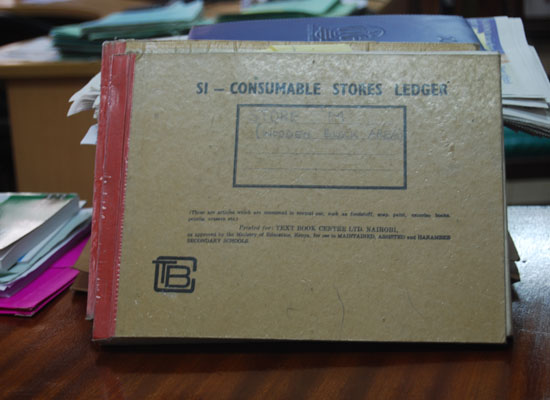 SI – CONSUMABLE STORES LEDGER
(These are articles which are consumed in normal use, such as foodstuff, soap, paint, exercise books,
Printed for: TEXT BOOK CENTRE LTD. NAIROBI,
as approved by the Ministry of Education, Kenya, for use in MAINTAINED, ASSISTED and HARAMBEE
SECONDARY SCHOOLS.
TBC